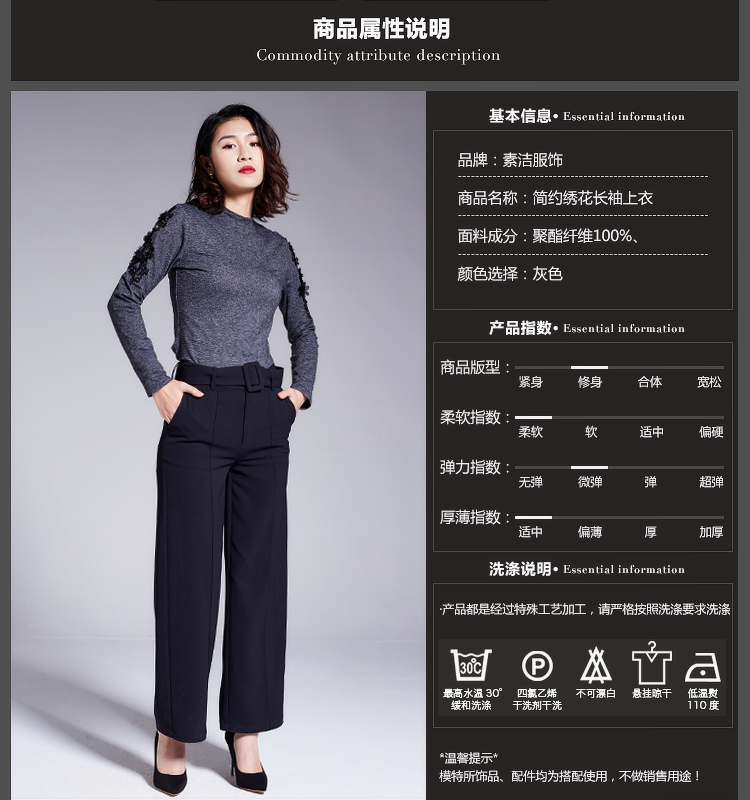 商品属性说明
Commodity attribute description
基本信息• Essential information
品牌：素洁服饰
商品名称：简约绣花长袖上衣
面料成分：聚酯纤维100%、
颜色选择：灰色
产品指数• Essential information
商品版型：
紧身 修身 合体 宽松
柔软指数：
柔软 软 适中 偏硬
弹力指数：
无弹 微弹 弹 超弹
厚薄指数：
适中 偏薄 厚 加厚
洗涤说明• Essential information
·产品都是经过特殊工艺加工，请严格按照洗涤要求洗涤
30℃ P
最高水温 30° 四氯乙烯 不可漂白 悬挂晾干 低温熨
缓和洗涤 干洗剂干洗 110 度
*温馨提示*
模特所饰品、配件均为搭配使用，不做销售用途！